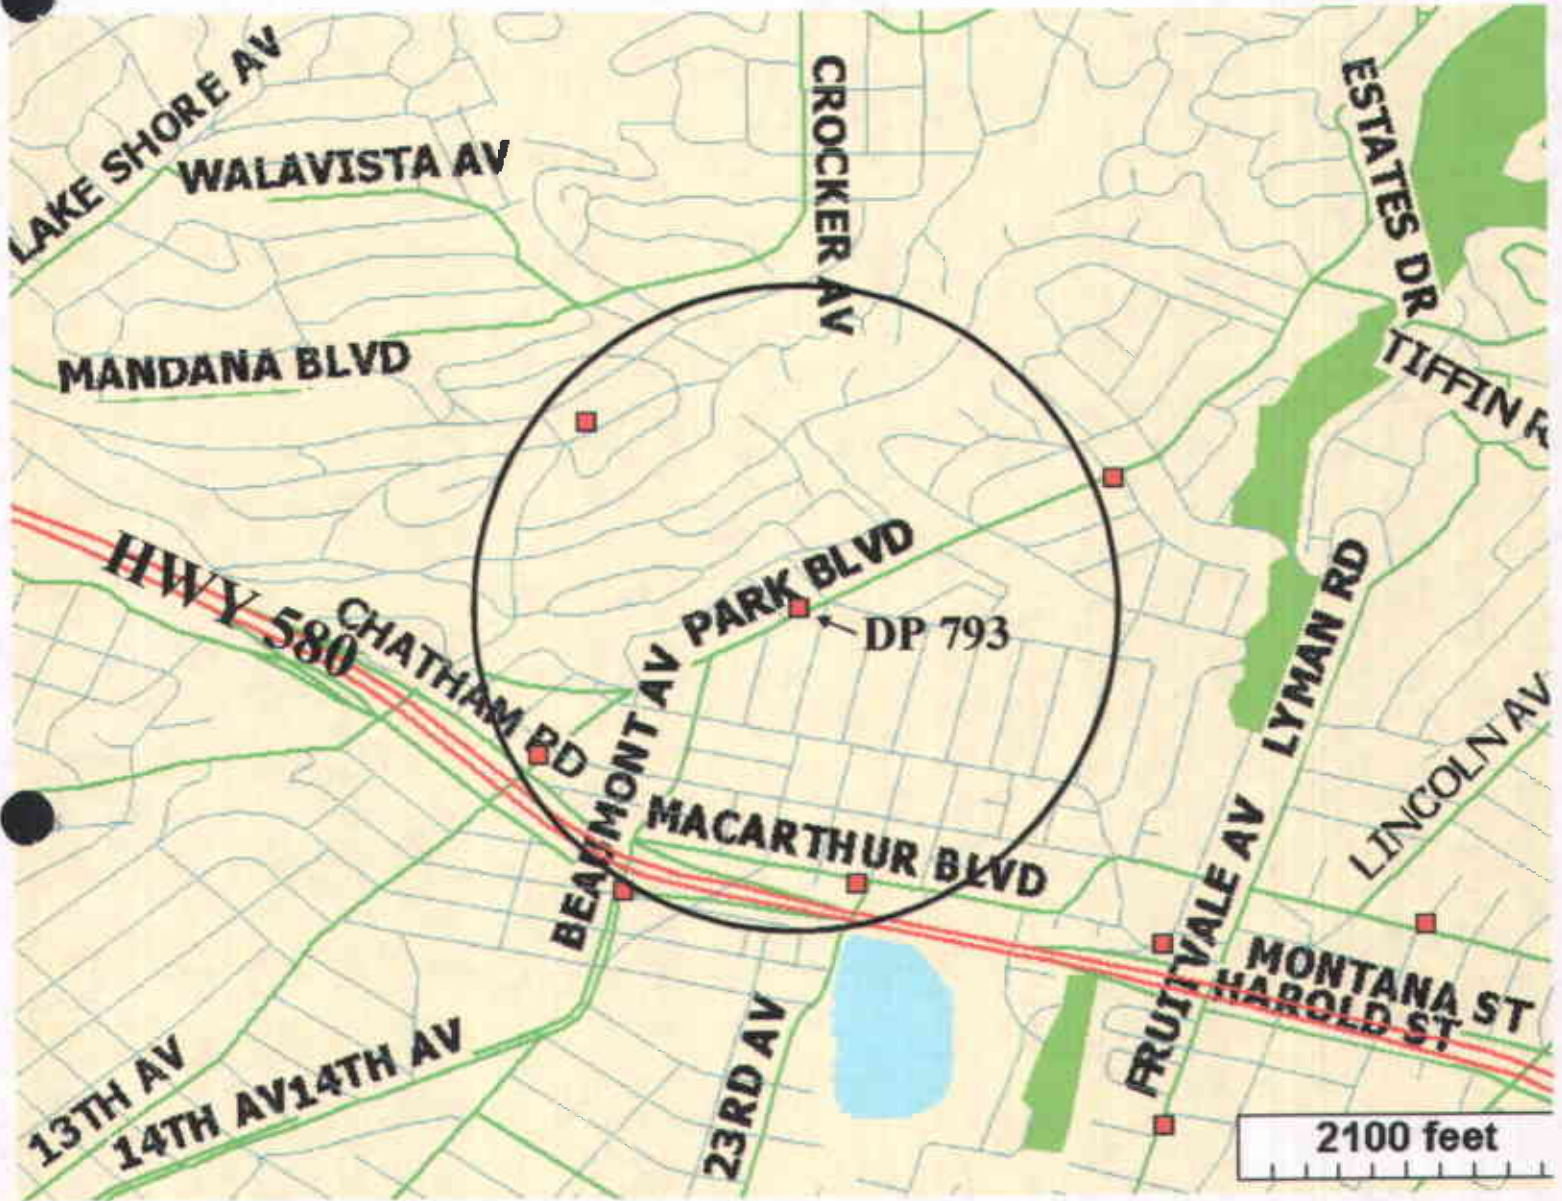 LAKE SHORE AV
WALAVISTA AV
CROCKER AV
ESTATES DR
MANDANA BLVD
TIFFIN R
HWY 580
CHATHAM RD
PARK BLVD
DP 793
BEAUMONT AV
LYMAN RD
LINCOLN AV
MACARTHUR BLVD
FRUITVALE AV
MONTANA ST
HAROLD ST
13TH AV
14TH AV14TH AV
23RD AV
2100 feet